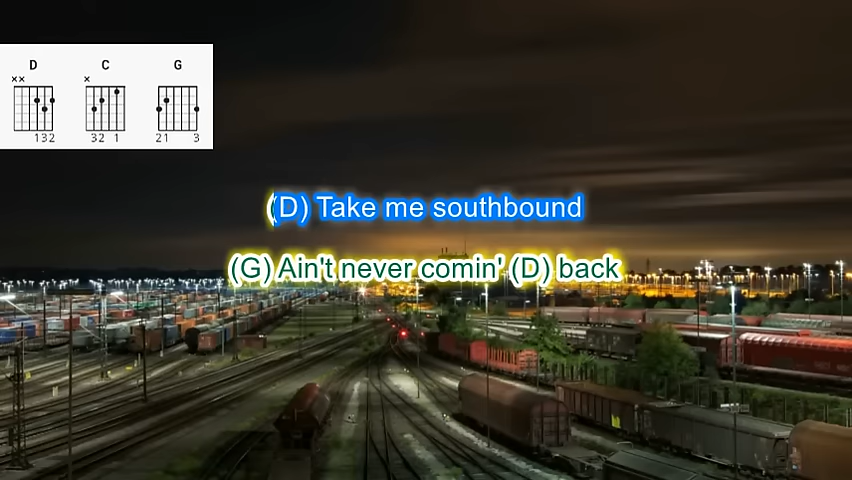 D C G
×× ×
132 32 1 21 3
(D) Take me southbound
(G) Ain't never comin' (D) back